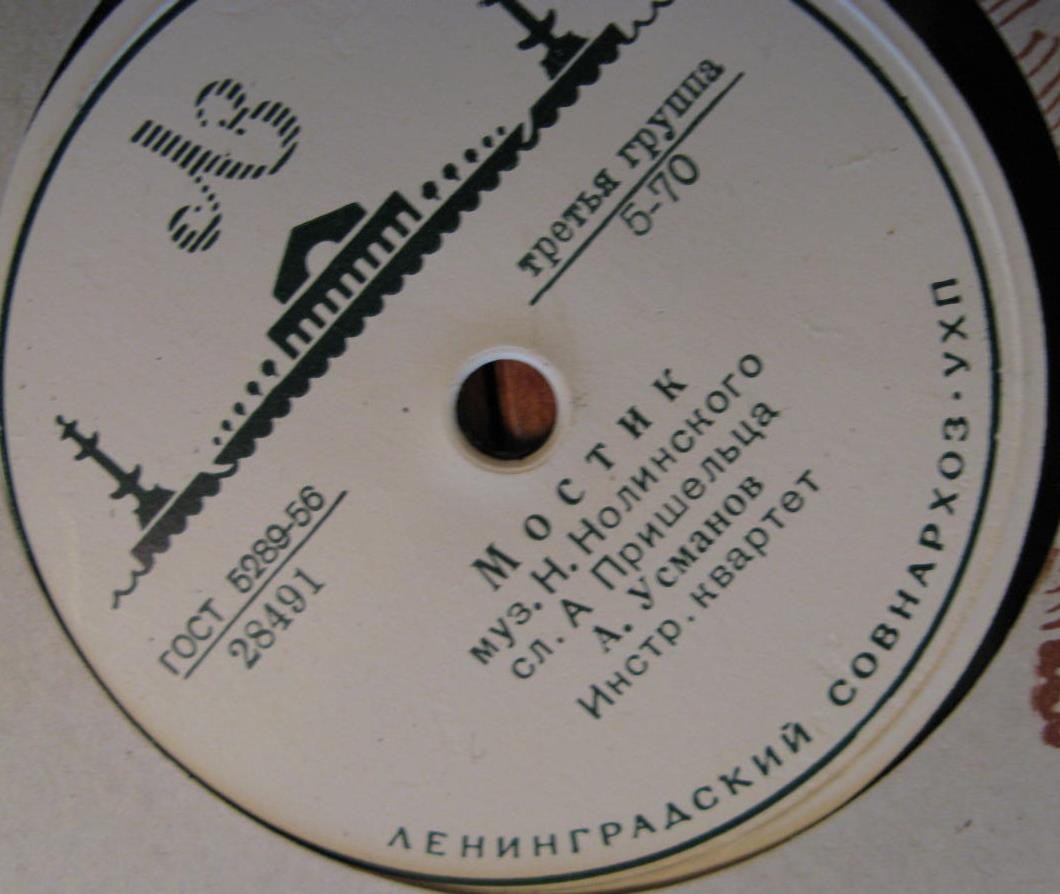 третья группа
5-70
ГОСТ 5289-56
28491
Мостик
муз. Н. Нолинского
сл. А Пришельца
А. Усманов
Инстр. квартет
ЛЕНИНГРАДСКИЙ СОВНАРХОЗ·УХП